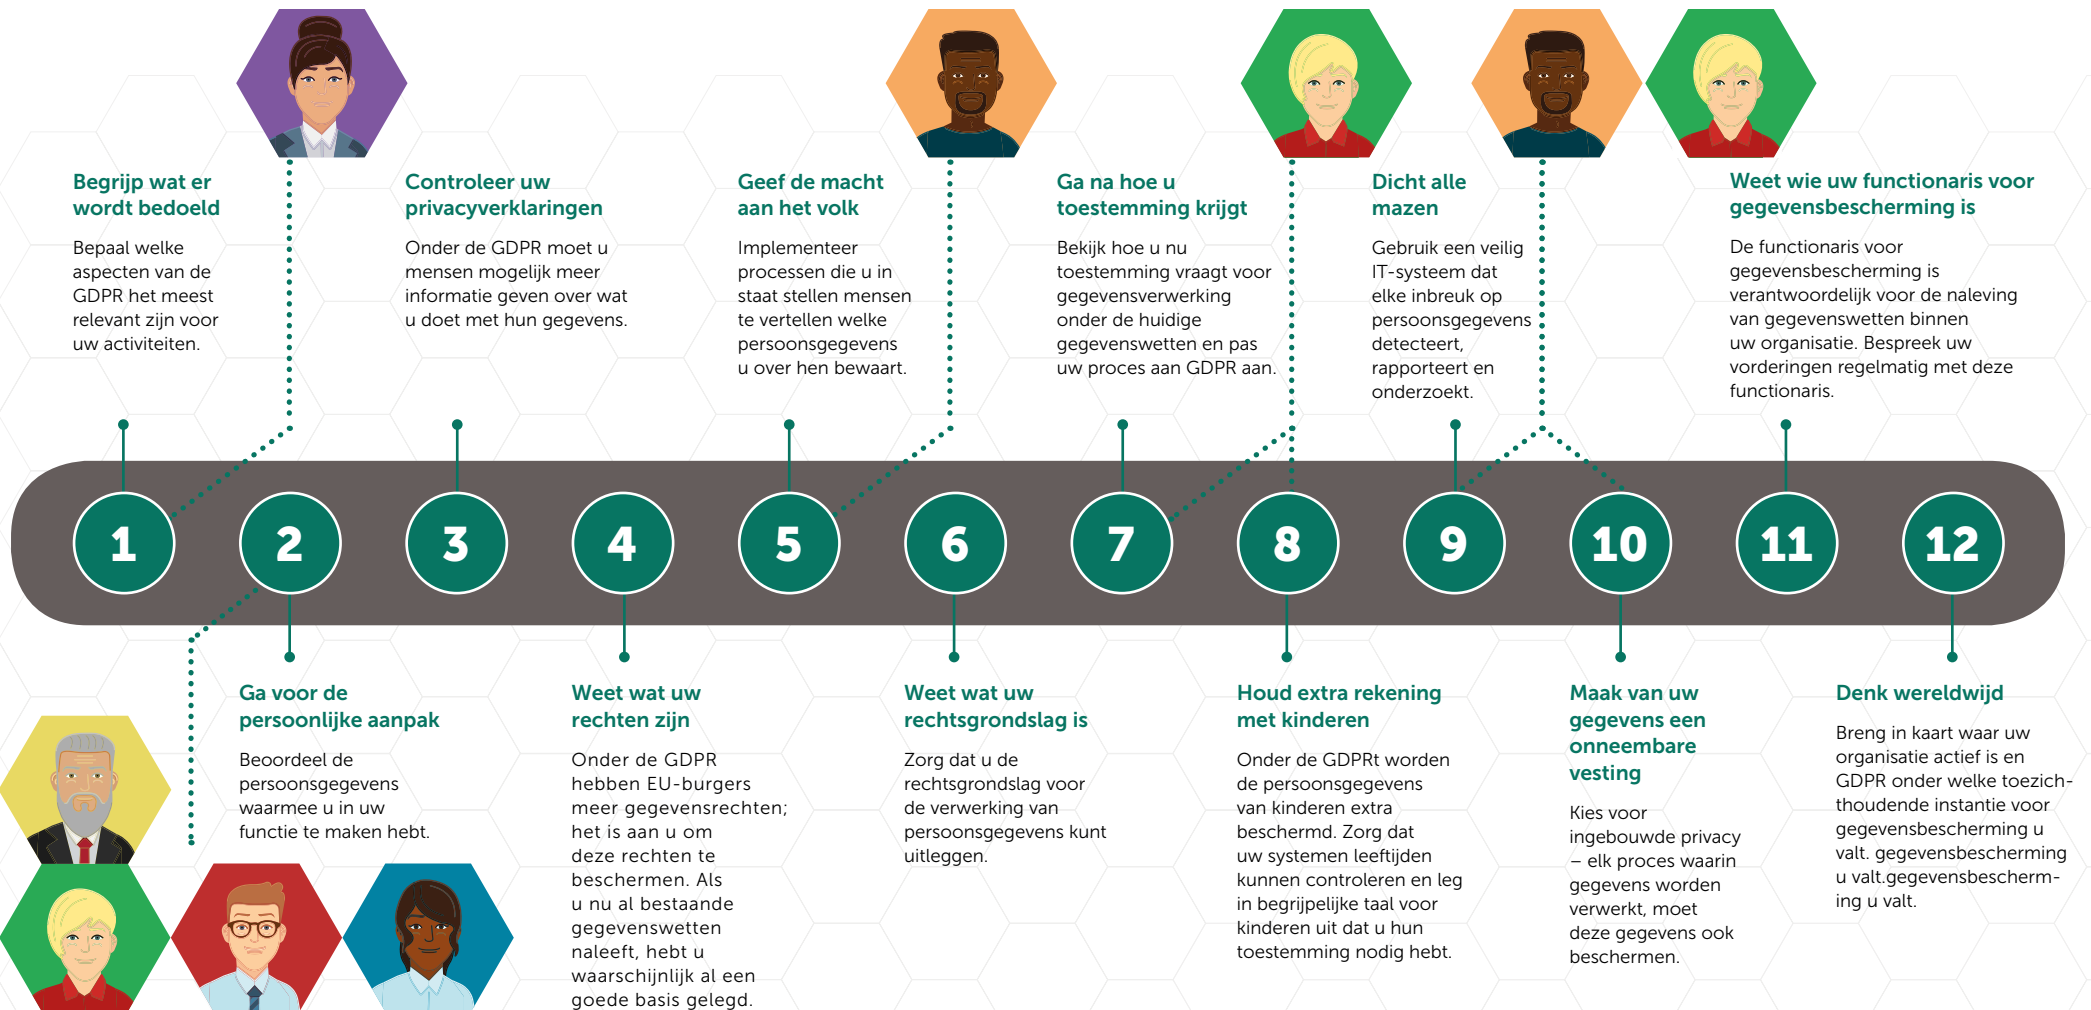 Begrijp wat er
wordt bedoeld
Bepaal welke
aspecten van de
GDPR het meest
relevant zijn voor
uw activiteiten.
Controleer uw
privacyverklaringen
Onder de GDPR moet u
mensen mogelijk meer
informatie geven over wat
u doet met hun gegevens.
Geef de macht
aan het volk
Implementeer
processen die u in
staat stellen mensen
te vertellen welke
persoonsgegevens
u over hen bewaart.
Ga na hoe u
toestemming krijgt
Bekijk hoe u nu
toestemming vraagt voor
gegevensverwerking
onder de huidige
gegevenswetten en pas
uw proces aan GDPR aan.
Dicht alle
mazen
Gebruik een veilig
IT-systeem dat
elke inbreuk op
persoonsgegevens
detecteert,
rapporteert en
onderzoekt.
Weet wie uw functionaris voor
gegevensbescherming is
De functionaris voor
gegevensbescherming is
verantwoordelijk voor de naleving
van gegevenswetten binnen
uw organisatie. Bespreek uw
vorderingen regelmatig met deze
functionaris.
1
2
3
4
5
6
7
8
9
10
11
12
Ga voor de
persoonlijke aanpak
Beoordeel de
persoonsgegevens
waarmee u in uw
functie te maken hebt.
Weet wat uw
rechten zijn
Onder de GDPR
hebben EU-burgers
meer gegevensrechten;
het is aan u om
deze rechten te
beschermen. Als
u nu al bestaande
gegevenswetten
naleeft, hebt u
waarschijnlijk al een
goede basis gelegd.
Weet wat uw
rechtsgrondslag is
Zorg dat u de
rechtsgrondslag voor
de verwerking van
persoonsgegevens kunt
uitleggen.
Houd extra rekening
met kinderen
Onder de GDPRt worden
de persoonsgegevens
van kinderen extra
beschermd. Zorg dat
uw systemen leeftijden
kunnen controleren en leg
in begrijpelijke taal voor
kinderen uit dat u hun
toestemming nodig hebt.
Maak van uw
gegevens een
onneembare
vesting
Kies voor
ingebouwde privacy
– elk proces waarin
gegevens worden
verwerkt, moet
deze gegevens ook
beschermen.
Denk wereldwijd
Breng in kaart waar uw
organisatie actief is en
GDPR onder welke toezich-
thoudende instantie voor
gegevensbescherming u
valt. gegevensbescherming
u valt.gegevensbescherm-
ing u valt.